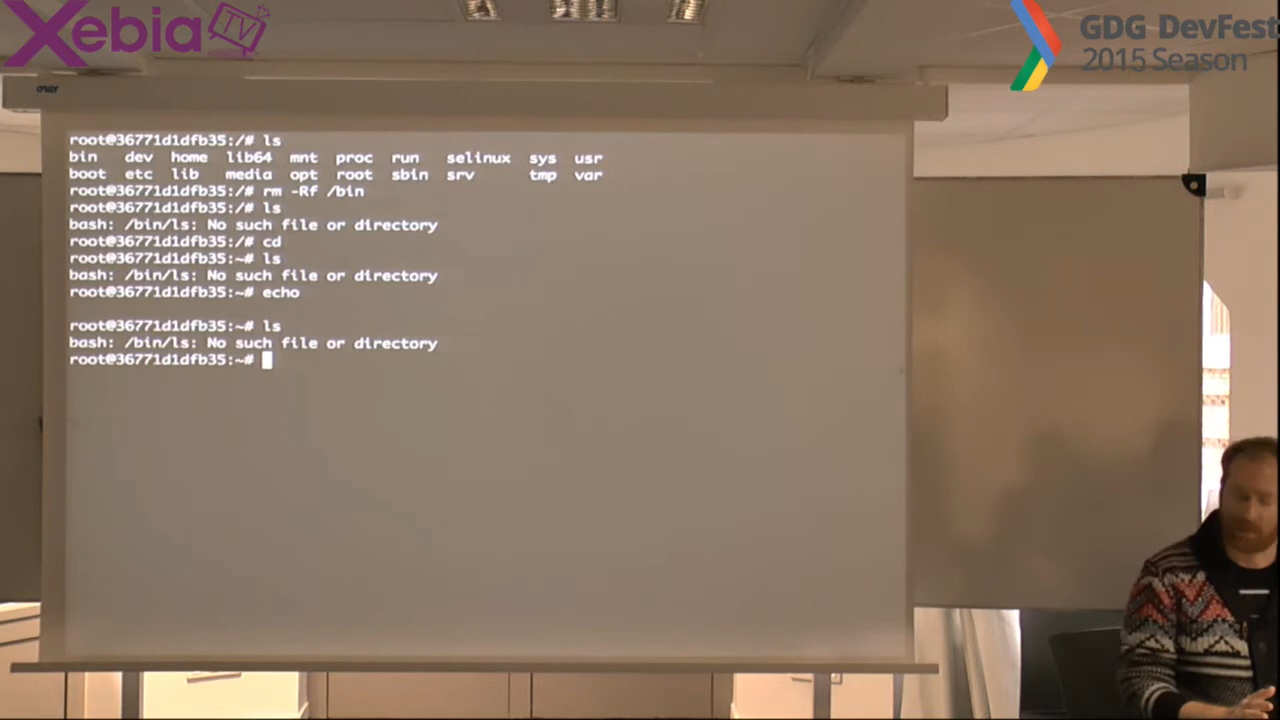 Xebia TV
GDG DevFest
2015 Season
root@36771d1dfb35:/# ls
bin dev home lib64 mnt proc run selinux sys usr
boot etc lib media opt root sbin srv tmp var
root@36771d1dfb35:/# rm -Rf /bin
root@36771d1dfb35:/# ls
bash: /bin/ls: No such file or directory
root@36771d1dfb35:/# cd
root@36771d1dfb35:~# ls
bash: /bin/ls: No such file or directory
root@36771d1dfb35:~# echo
root@36771d1dfb35:~# ls
bash: /bin/ls: No such file or directory
root@36771d1dfb35:~#